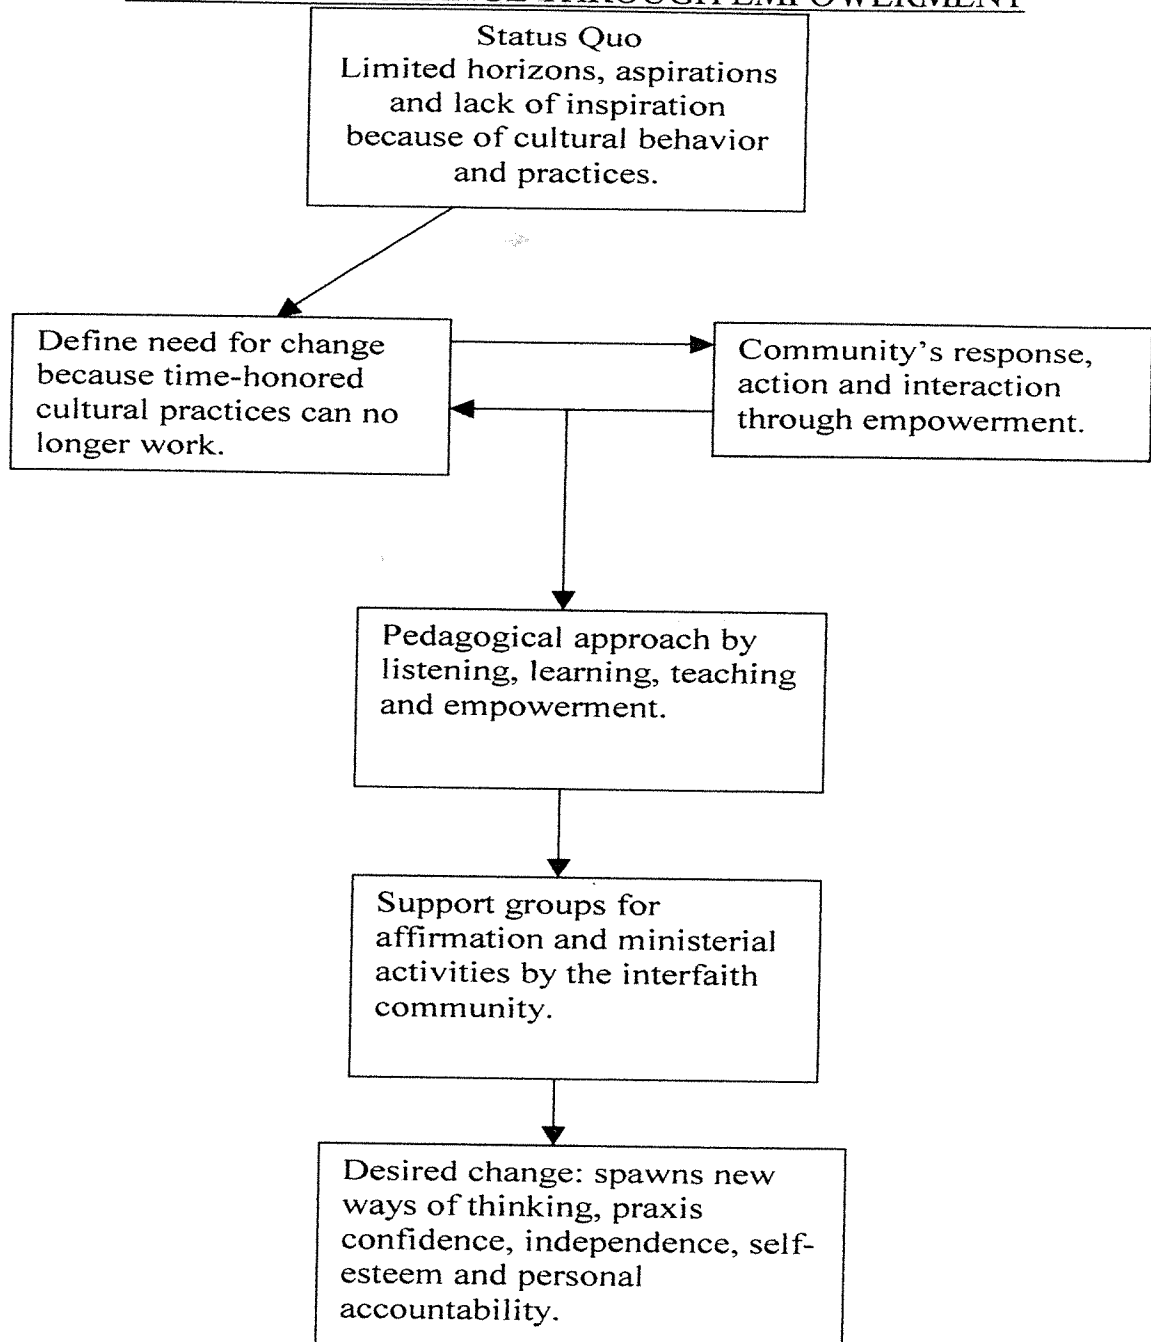 THROUGH EMPOWERMENT
Status Quo
Limited horizons, aspirations
and lack of inspiration
because of cultural behavior
and practices.
Define need for change
because time-honored
cultural practices can no
longer work.
Community's response,
action and interaction
through empowerment.
Pedagogical approach by
listening, learning, teaching
and empowerment.
Support groups for
affirmation and ministerial
activities by the interfaith
community.
Desired change: spawns new
ways of thinking, praxis
confidence, independence, self-
esteem and personal
accountability.